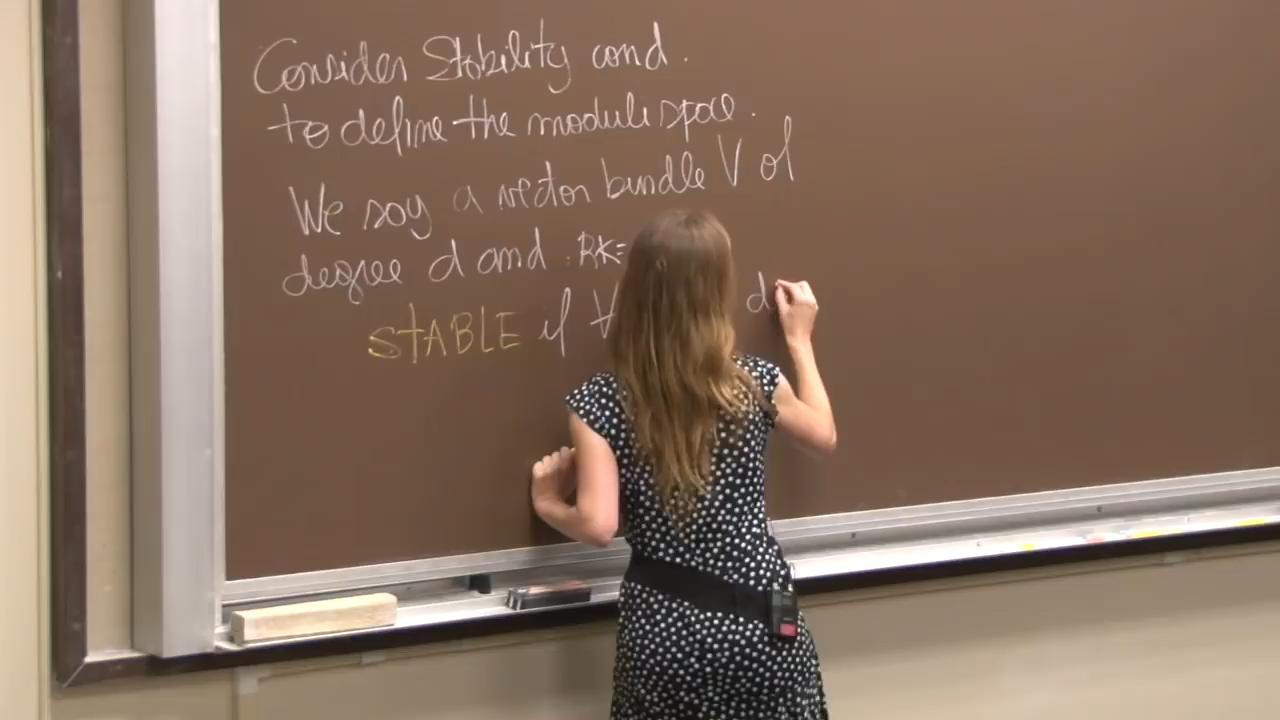 Consider Stability cond.
to define the moduli space.
We say a vector bundle V of
degree d and RK=
STABLE if ∀ d